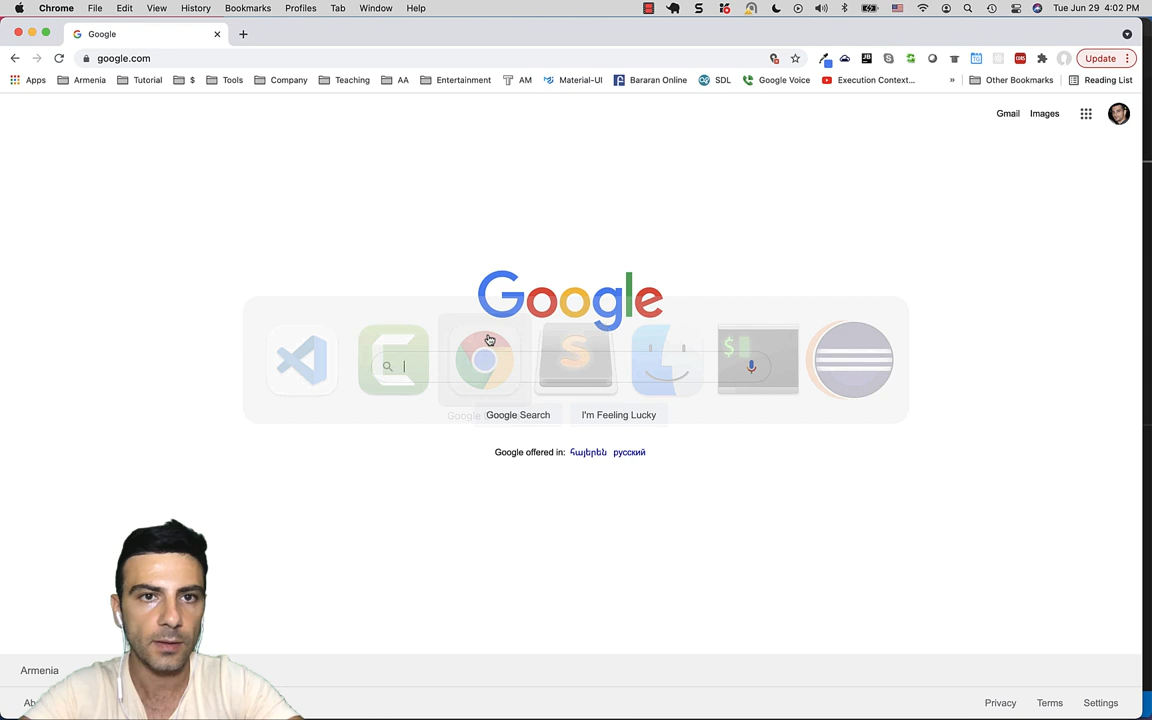 Chrome File Edit View History Bookmarks Profiles Tab Window Help Tue Jun 29 4:02 PM
Google
google.com Update
Apps Armenia Tutorial $ Tools Company Teaching AA Entertainment AM Material-UI Bararan Online SDL Google Voice Execution Context... » Other Bookmarks Reading List
Gmail Images
Google
Google Search I'm Feeling Lucky
Google offered in: հայերեն русский
Armenia
Privacy Terms Settings